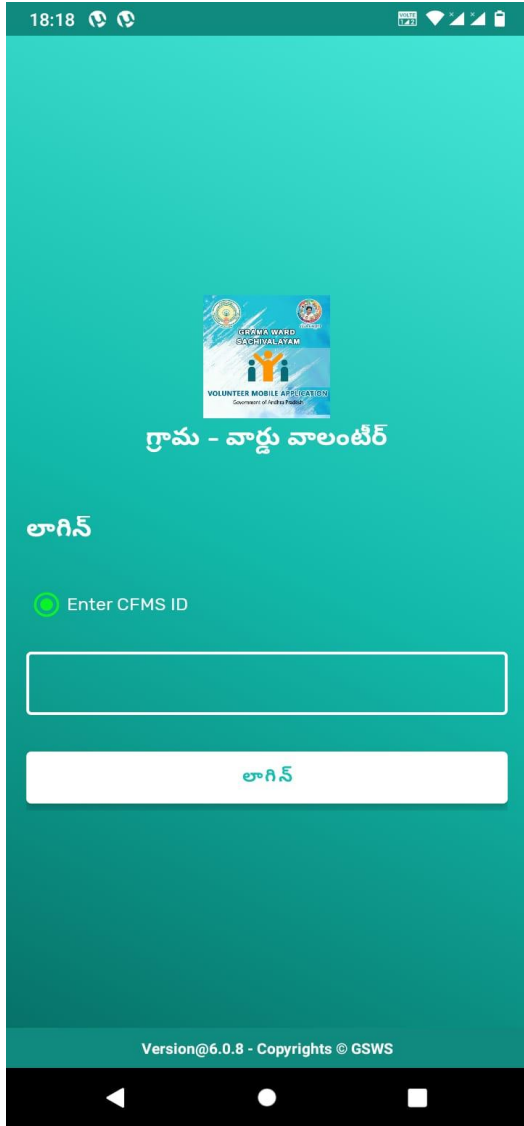 18:18
GRAMA WARD
SACHIVALAYAM
VOLUNTEER MOBILE APPLICATION
Government of Andhra Pradesh
గ్రామ - వార్డు వాలంటీర్
లాగిన్
Enter CFMS ID
లాగిన్
Version@6.0.8 - Copyrights © GSWS